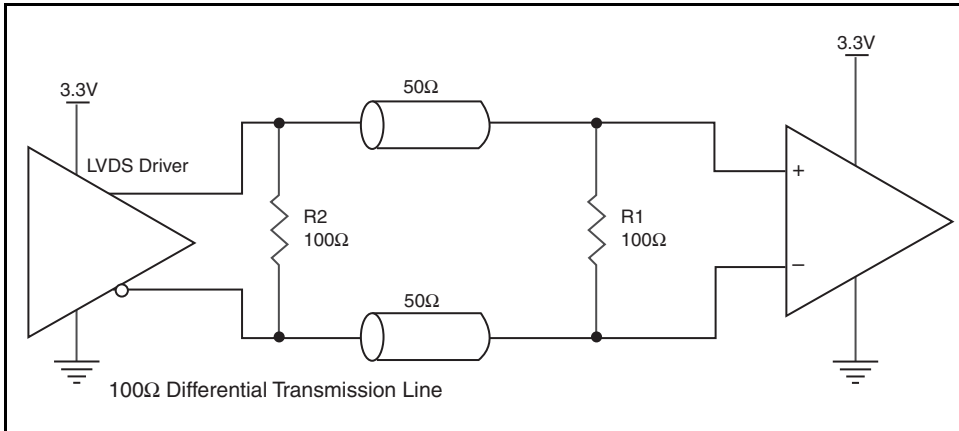 3.3V
3.3V
50Ω
LVDS Driver
+
R2
100Ω
R1
100Ω
−
50Ω
100Ω Differential Transmission Line